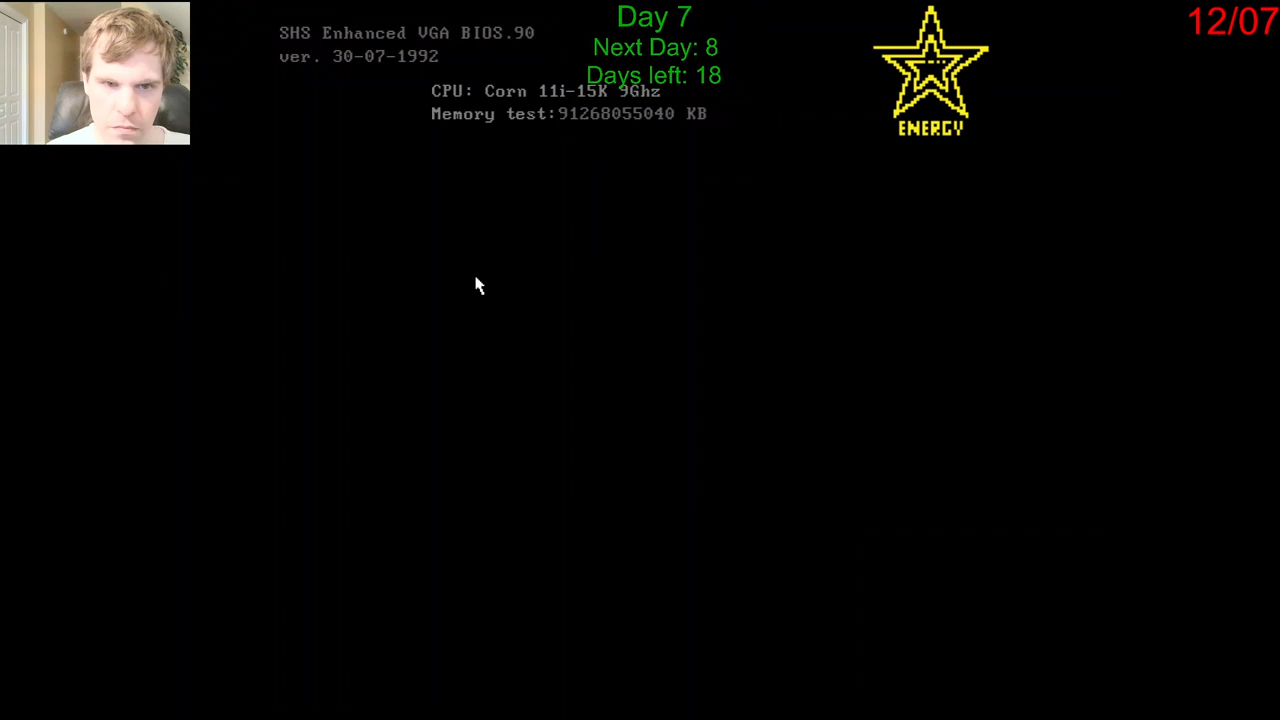 SHS Enhanced VGA BIOS.90
ver. 30-07-1992
CPU: Corn 11i-15K 9Ghz
Memory test:91268055040 KB
Day 7
Next Day: 8
Days left: 18
ENERGY
12/07